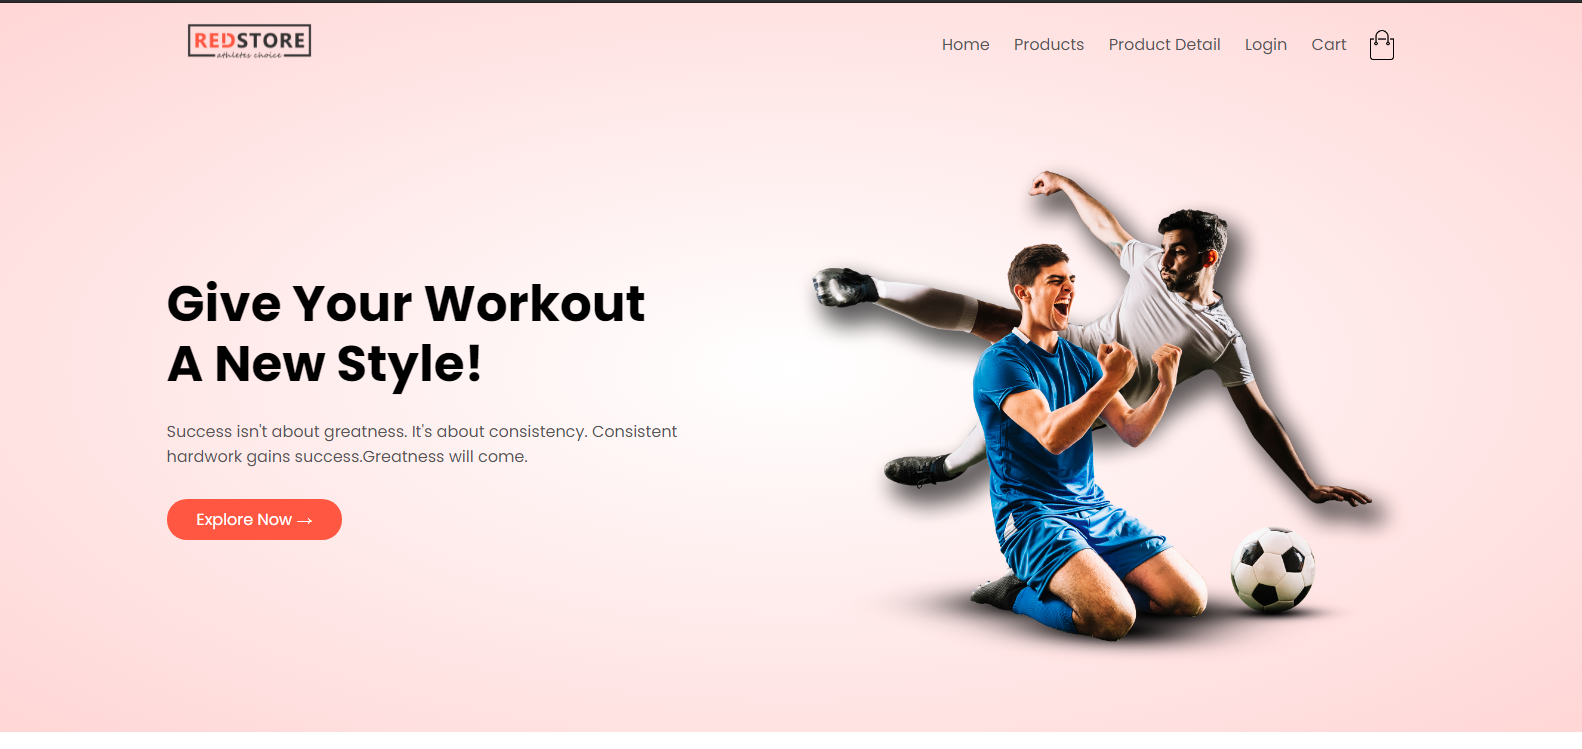 REDSTORE
athletes choice
Home Products Product Detail Login Cart
Give Your Workout
A New Style!
Success isn't about greatness. It's about consistency. Consistent
hardwork gains success.Greatness will come.
Explore Now →